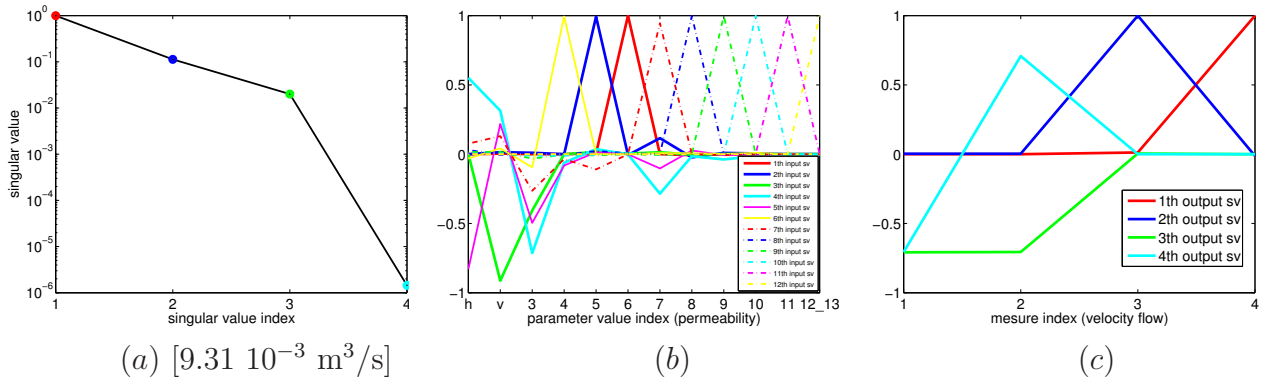 10^0
10^{-1}
10^{-2}
10^{-3}
10^{-4}
10^{-5}
10^{-6}
singular value
1 2 3 4
singular value index
1
0.5
0
−0.5
−1
h v 3 4 5 6 7 8 9 10 11 12_13
parameter value index (permeability)
1th input sv
2th input sv
3th input sv
4th input sv
5th input sv
6th input sv
7th input sv
8th input sv
9th input sv
10th input sv
11th input sv
12th input sv
1
0.5
0
−0.5
−1
1 2 3 4
mesure index (velocity flow)
1th output sv
2th output sv
3th output sv
4th output sv
(a) [9.31 10^{−3} m^3/s]
(b)
(c)